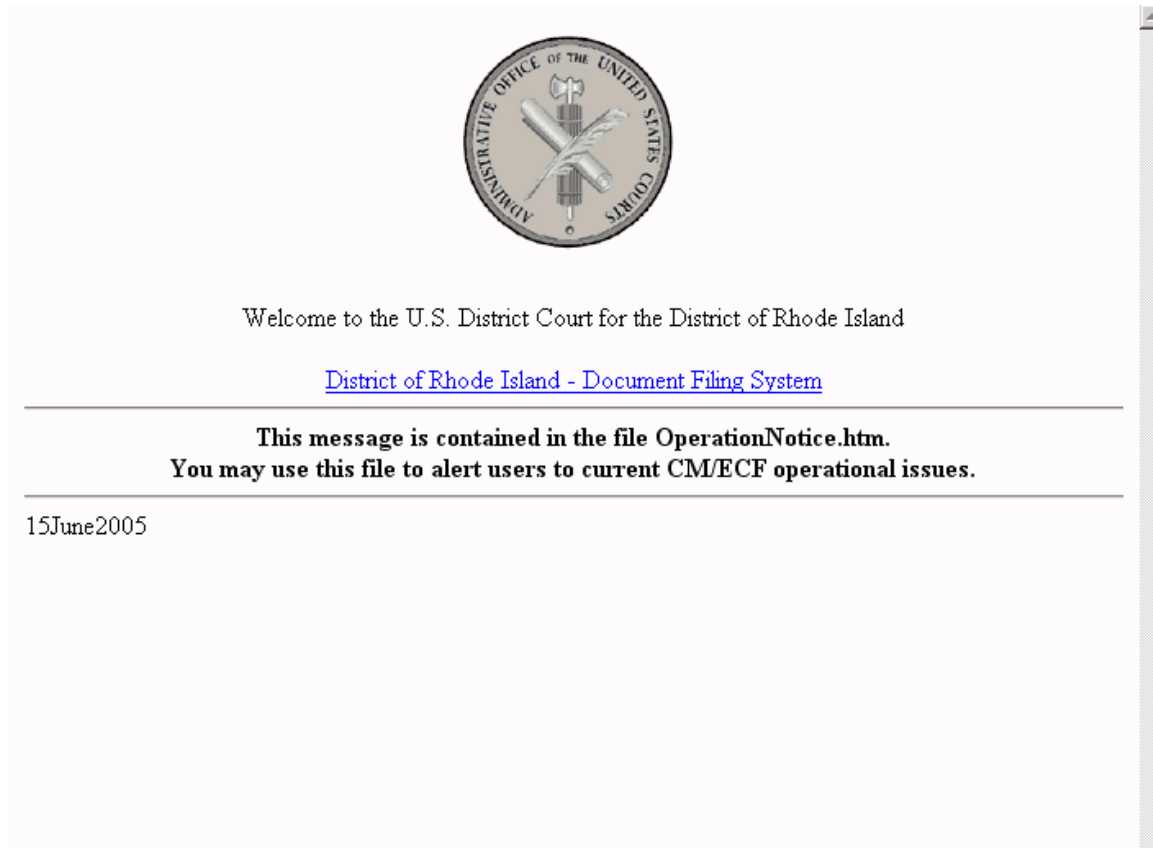 ADMINISTRATIVE OFFICE OF THE UNITED STATES COURTS
Welcome to the U.S. District Court for the District of Rhode Island
District of Rhode Island - Document Filing System
This message is contained in the file OperationNotice.htm.
You may use this file to alert users to current CM/ECF operational issues.
15June2005